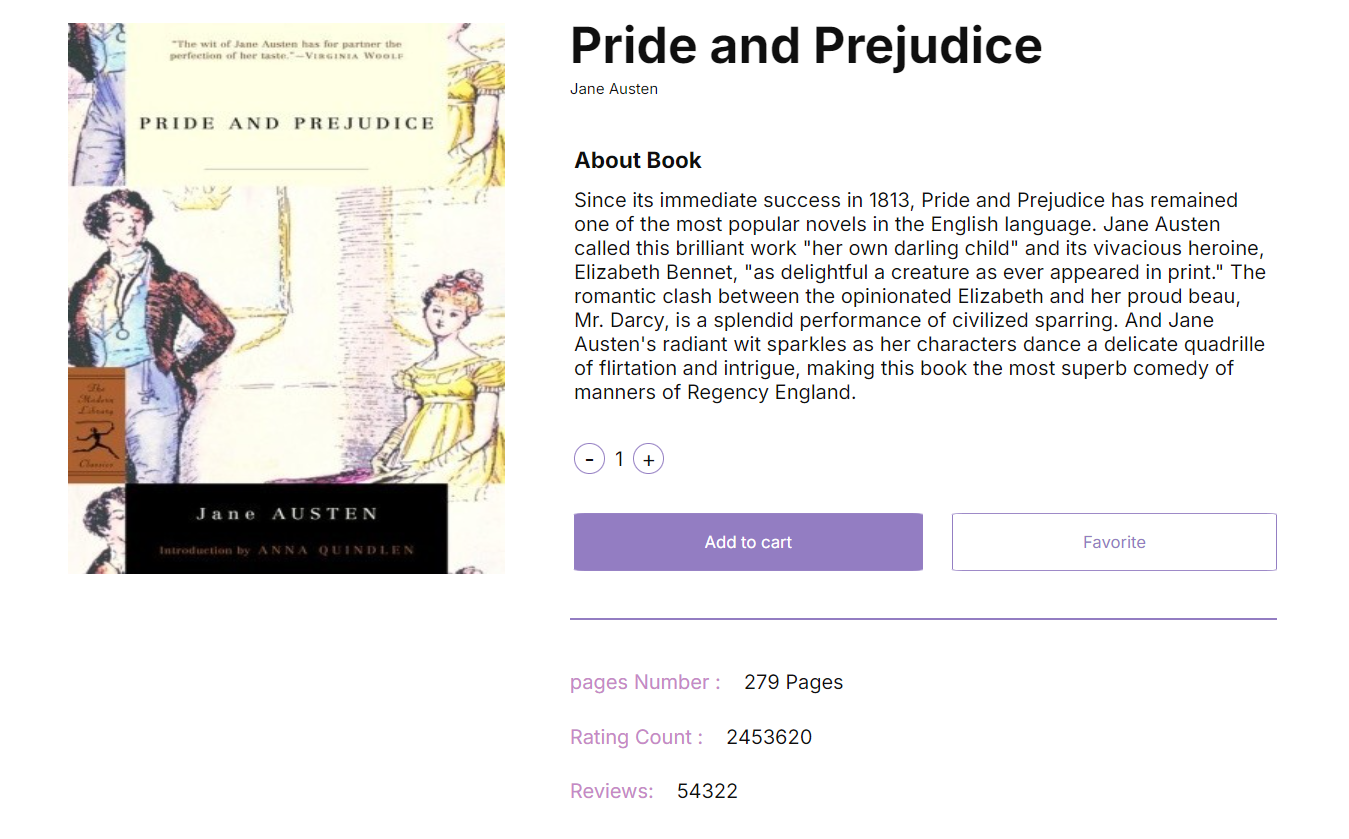 "The wit of Jane Austen has for partner the
perfection of her taste."—VIRGINIA WOOLF
PRIDE AND PREJUDICE
The
Modern
Library
Classics
Jane AUSTEN
Introduction by ANNA QUINDLEN
Pride and Prejudice
Jane Austen
About Book
Since its immediate success in 1813, Pride and Prejudice has remained
one of the most popular novels in the English language. Jane Austen
called this brilliant work "her own darling child" and its vivacious heroine,
Elizabeth Bennet, "as delightful a creature as ever appeared in print." The
romantic clash between the opinionated Elizabeth and her proud beau,
Mr. Darcy, is a splendid performance of civilized sparring. And Jane
Austen's radiant wit sparkles as her characters dance a delicate quadrille
of flirtation and intrigue, making this book the most superb comedy of
manners of Regency England.
- 1 +
Add to cart Favorite
pages Number : 279 Pages
Rating Count : 2453620
Reviews: 54322